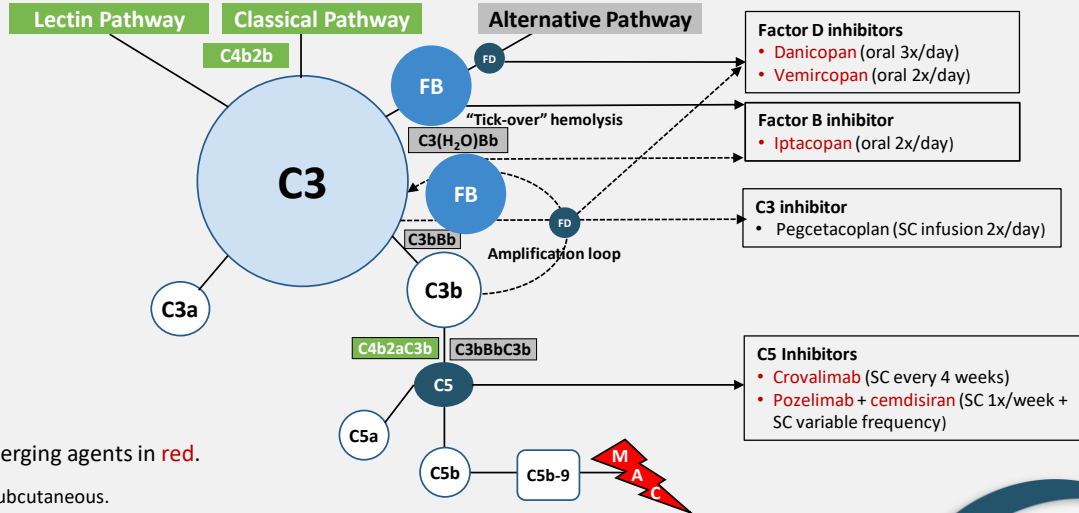 Lectin Pathway
Classical Pathway
Alternative Pathway
C4b2b
FD
FB
"Tick-over" hemolysis
C3(H₂O)Bb
C3
FB
FD
C3bBb
Amplification loop
C3b
C3a
C4b2aC3b
C3bBbC3b
C5
C5a
C5b
C5b-9
M
A
C
Factor D inhibitors
• Danicopan (oral 3x/day)
• Vemircopan (oral 2x/day)
Factor B inhibitor
• Iptacopan (oral 2x/day)
C3 inhibitor
• Pegcetacoplan (SC infusion 2x/day)
C5 Inhibitors
• Crovalimab (SC every 4 weeks)
• Pozelimab + cemdisiran (SC 1x/week +
SC variable frequency)
erging agents in red.
ubcutaneous.